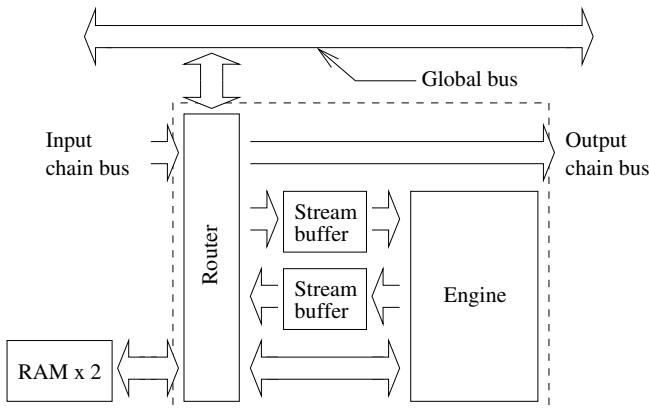 Global bus
Input
chain bus
Output
chain bus
Router
Stream
buffer
Stream
buffer
Engine
RAM x 2